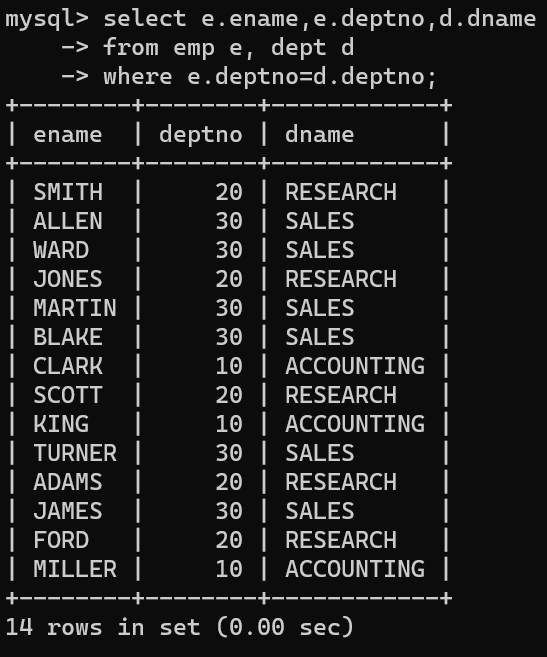 mysql> select e.ename,e.deptno,d.dname
    -> from emp e, dept d
    -> where e.deptno=d.deptno;
+--------+--------+------------+
| ename  | deptno | dname      |
+--------+--------+------------+
| SMITH  |     20 | RESEARCH   |
| ALLEN  |     30 | SALES      |
| WARD   |     30 | SALES      |
| JONES  |     20 | RESEARCH   |
| MARTIN |     30 | SALES      |
| BLAKE  |     30 | SALES      |
| CLARK  |     10 | ACCOUNTING |
| SCOTT  |     20 | RESEARCH   |
| KING   |     10 | ACCOUNTING |
| TURNER |     30 | SALES      |
| ADAMS  |     20 | RESEARCH   |
| JAMES  |     30 | SALES      |
| FORD   |     20 | RESEARCH   |
| MILLER |     10 | ACCOUNTING |
+--------+--------+------------+
14 rows in set (0.00 sec)